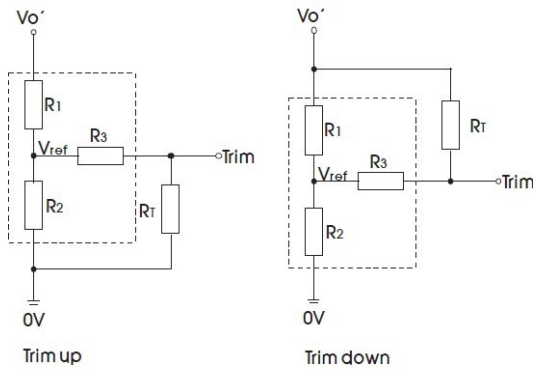 Vo´
R1
Vref
R3
Trim
R2
RT
0V
Trim up
Vo´
R1
RT
Vref
R3
Trim
R2
0V
Trim down